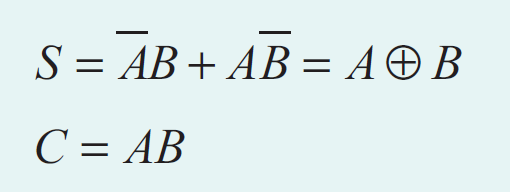 S = A̅B + AB̅ = A ⊕ B
C = AB